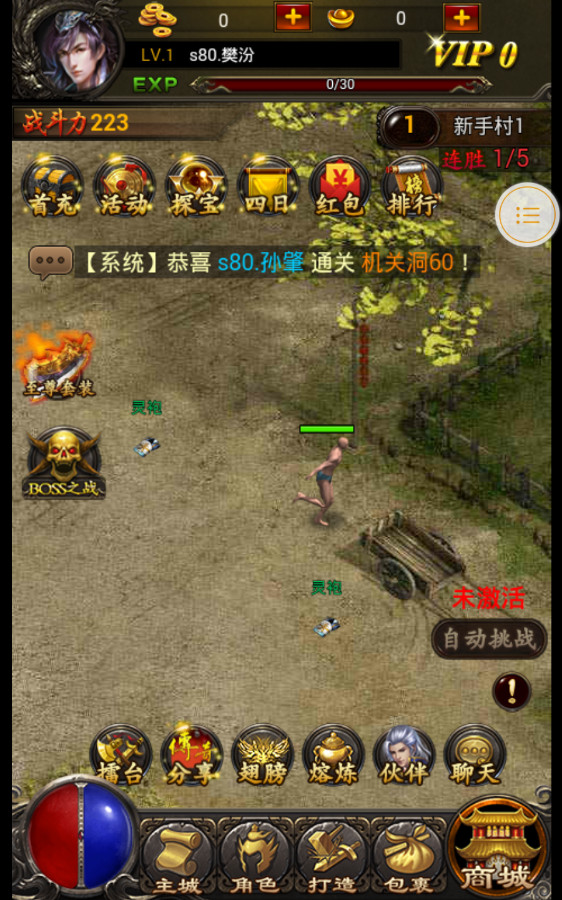 0
0
LV.1 s80.樊汾
VIP 0
EXP
0/30
战斗力223
1
新手村1
连胜 1/5
首充
活动
探宝
四日
红包
榜
排行
【系统】恭喜 s80.孙肇 通关 机关洞60！
至尊套装
灵袍
BOSS之战
灵袍
未激活
自动挑战
擂台
分享
翅膀
熔炼
伙伴
聊天
主城
角色
打造
包裹
商城